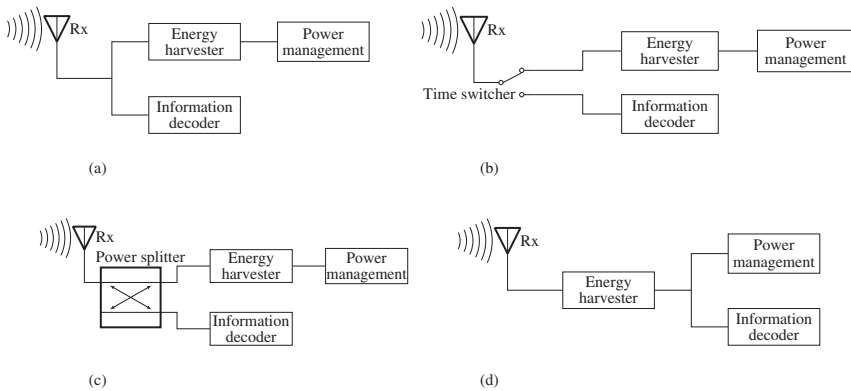 Rx
Energy
harvester
Power
management
Information
decoder
(a)
Rx
Time switcher
Energy
harvester
Power
management
Information
decoder
(b)
Rx
Power splitter
Energy
harvester
Power
management
Information
decoder
(c)
Rx
Energy
harvester
Power
management
Information
decoder
(d)